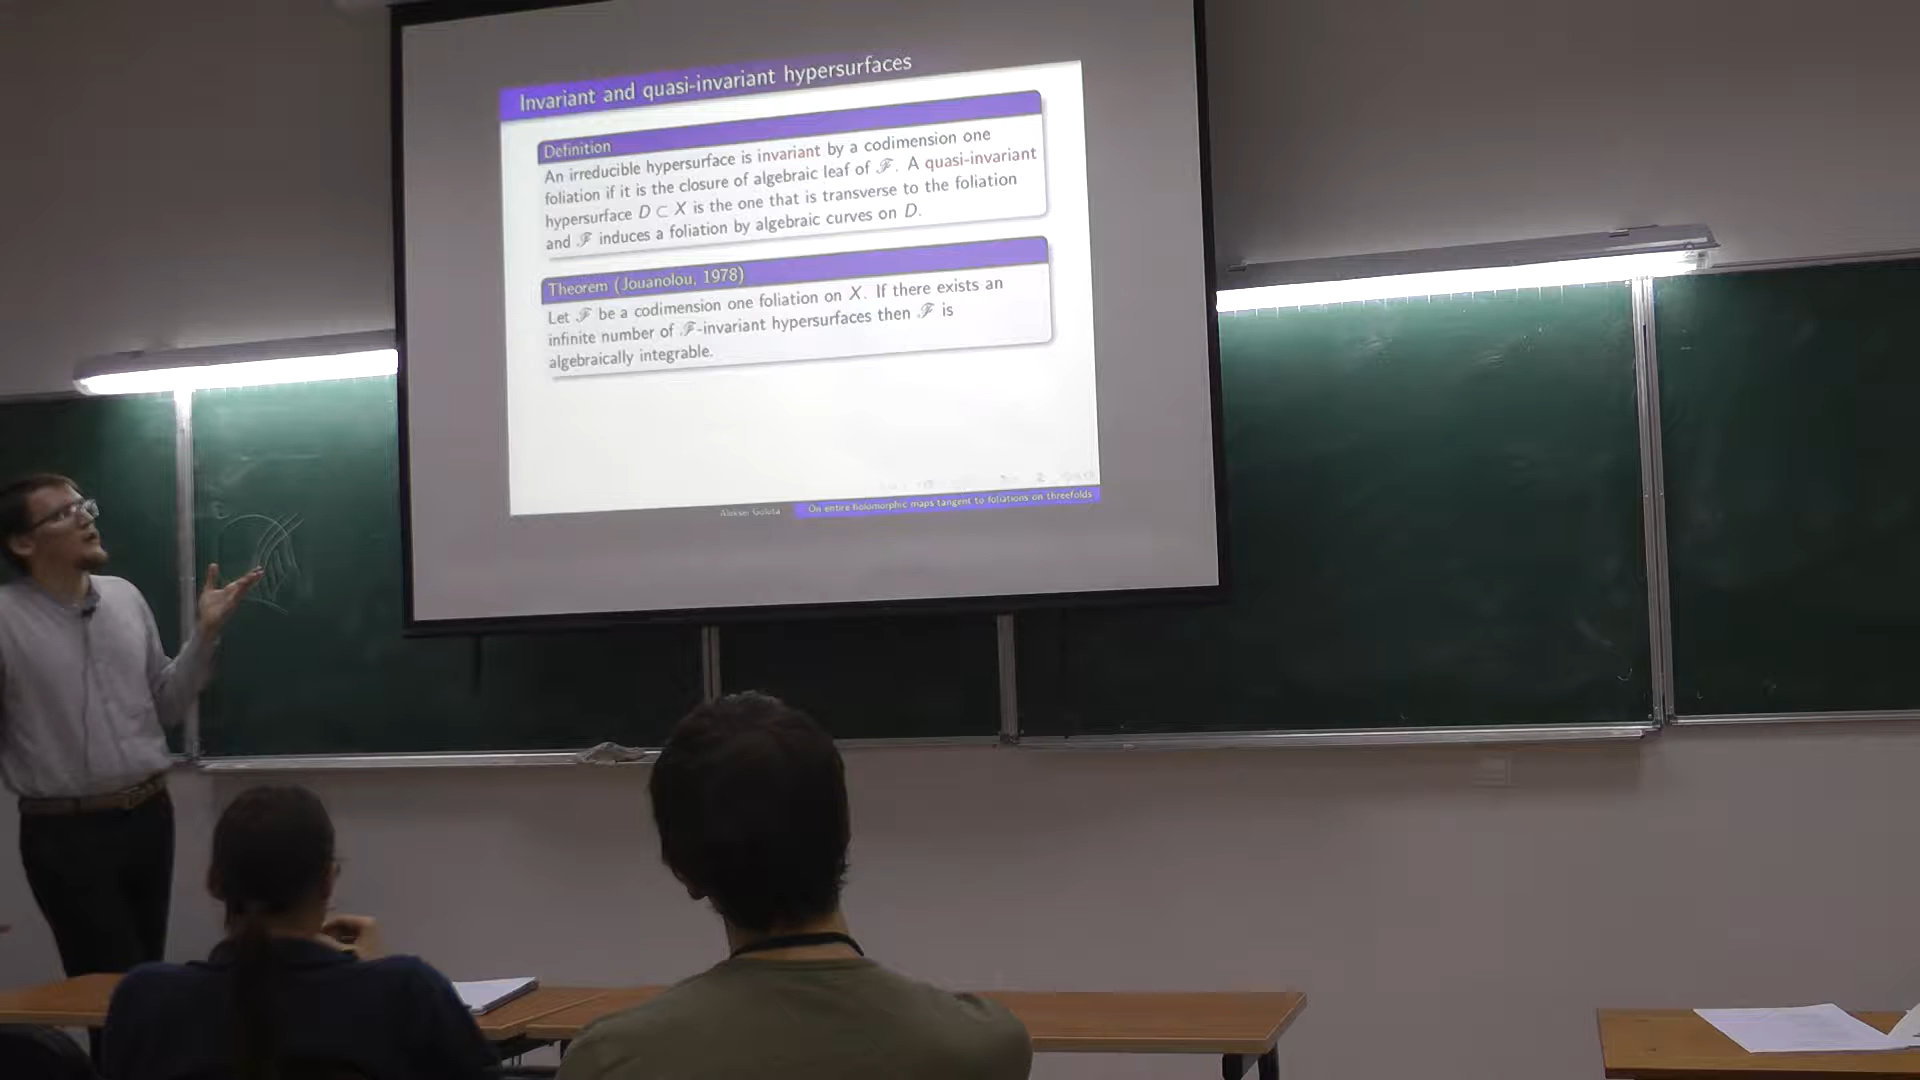 Invariant and quasi-invariant hypersurfaces
Definition
An irreducible hypersurface is invariant by a codimension one
foliation if it is the closure of algebraic leaf of ℱ. A quasi-invariant
hypersurface D ⊂ X is the one that is transverse to the foliation
and ℱ induces a foliation by algebraic curves on D.
Theorem (Jouanolou, 1978)
Let ℱ be a codimension one foliation on X. If there exists an
infinite number of ℱ-invariant hypersurfaces then ℱ is
algebraically integrable.
Aleksei Golota
On entire holomorphic maps tangent to foliations on threefolds